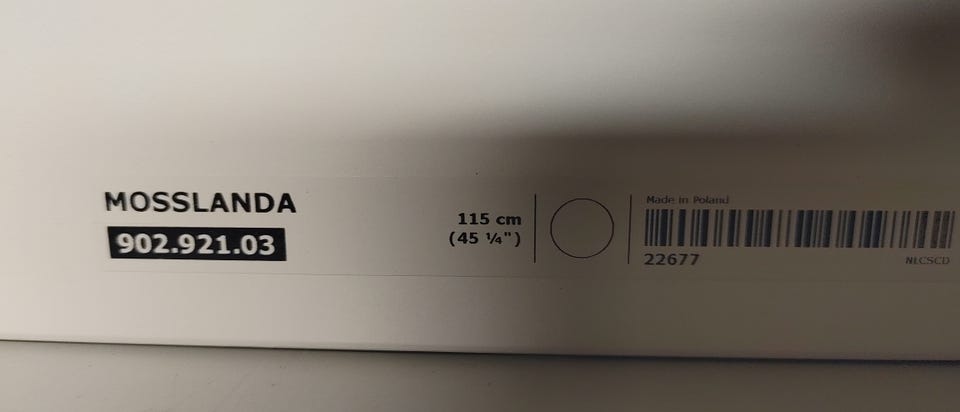 MOSSLANDA
902.921.03
115 cm
(45 ¼")
Made in Poland
22677
NLCSCD